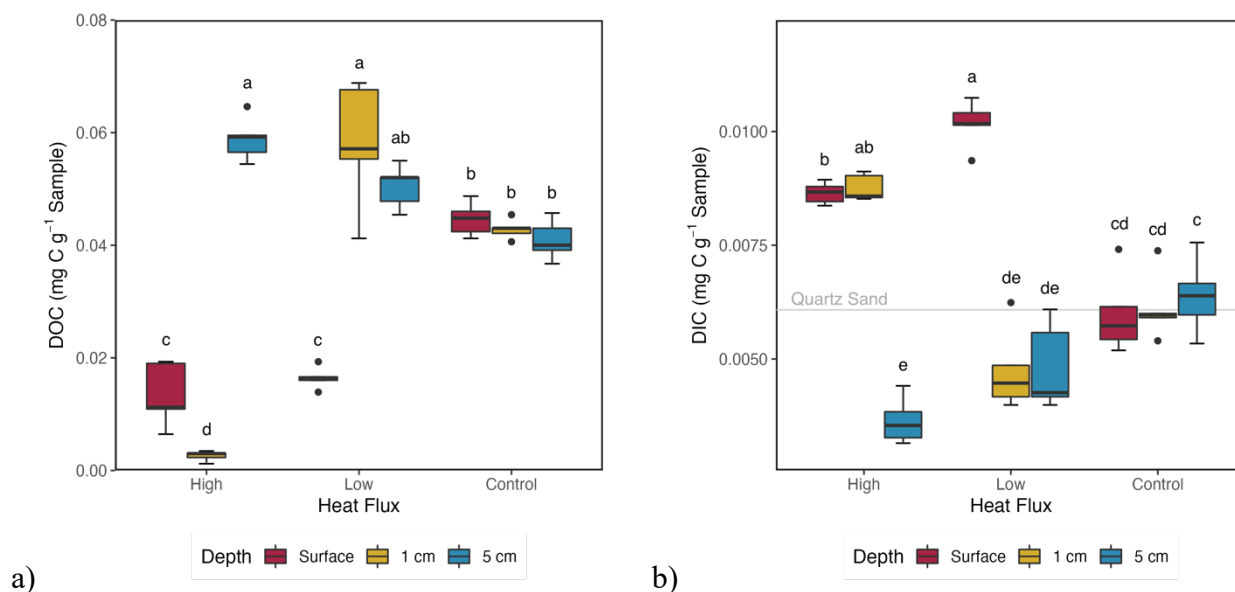 0.08
0.06
0.04
0.02
0.00
DOC (mg C g⁻¹ Sample)
c
d
a
c
a
ab
b
b
b
High
Low
Control
Heat Flux
Depth Surface 1 cm 5 cm
a)
0.0100
0.0075
0.0050
DIC (mg C g⁻¹ Sample)
Quartz Sand
b
ab
e
a
de
de
cd
cd
c
High
Low
Control
Heat Flux
Depth Surface 1 cm 5 cm
b)